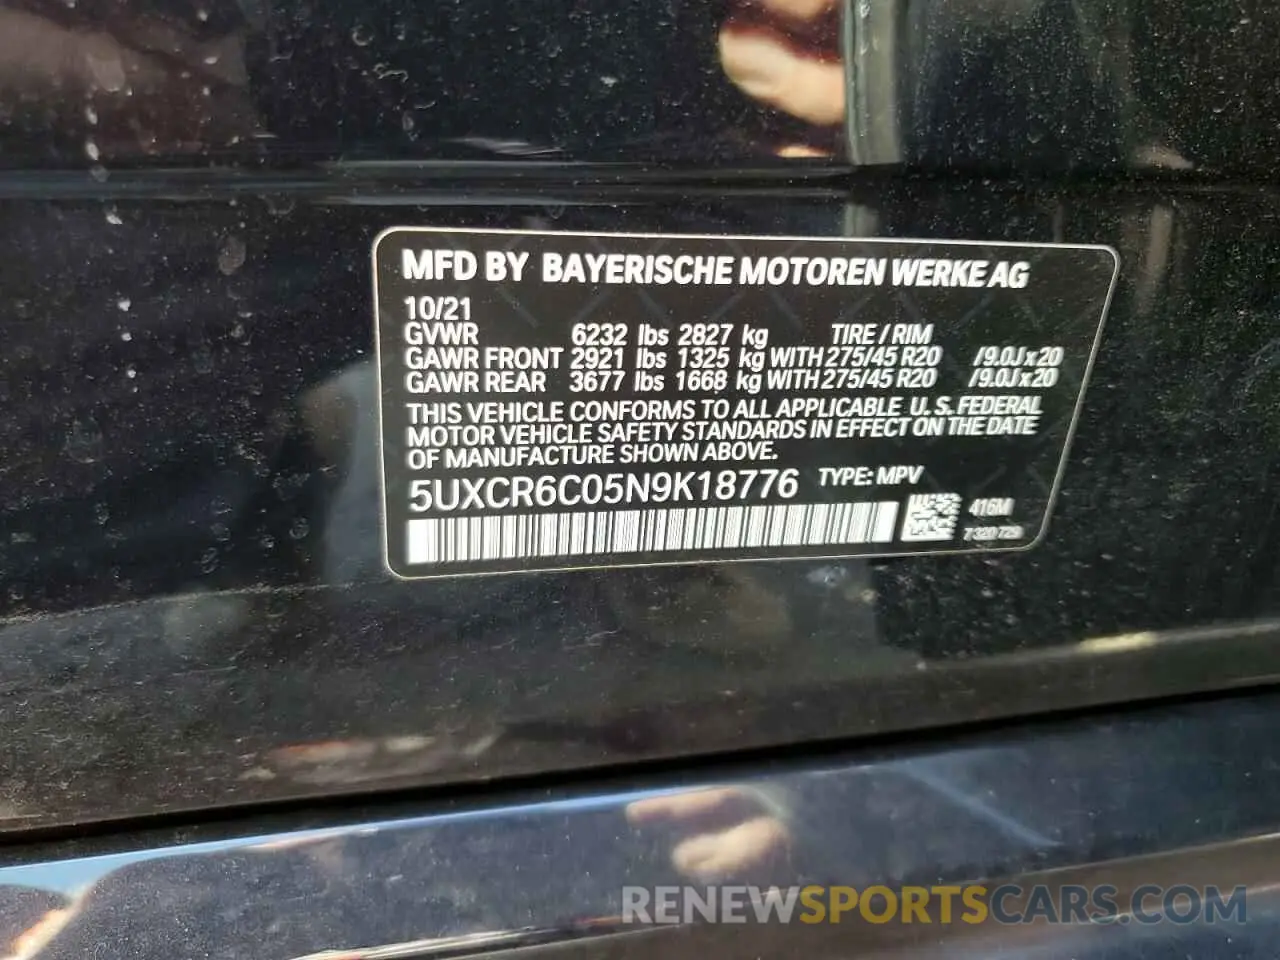 MFD BY BAYERISCHE MOTOREN WERKE AG
10/21
GVWR 6232 lbs 2827 kg TIRE / RIM
GAWR FRONT 2921 lbs 1325 kg WITH 275/45 R20 / 9.0J x 20
GAWR REAR 3677 lbs 1668 kg WITH 275/45 R20 / 9.0J x 20
THIS VEHICLE CONFORMS TO ALL APPLICABLE U.S. FEDERAL
MOTOR VEHICLE SAFETY STANDARDS IN EFFECT ON THE DATE
OF MANUFACTURE SHOWN ABOVE.
5UXCR6C05N9K18776 TYPE: MPV
416M
7320729
RENEWSPORTSCARS.COM